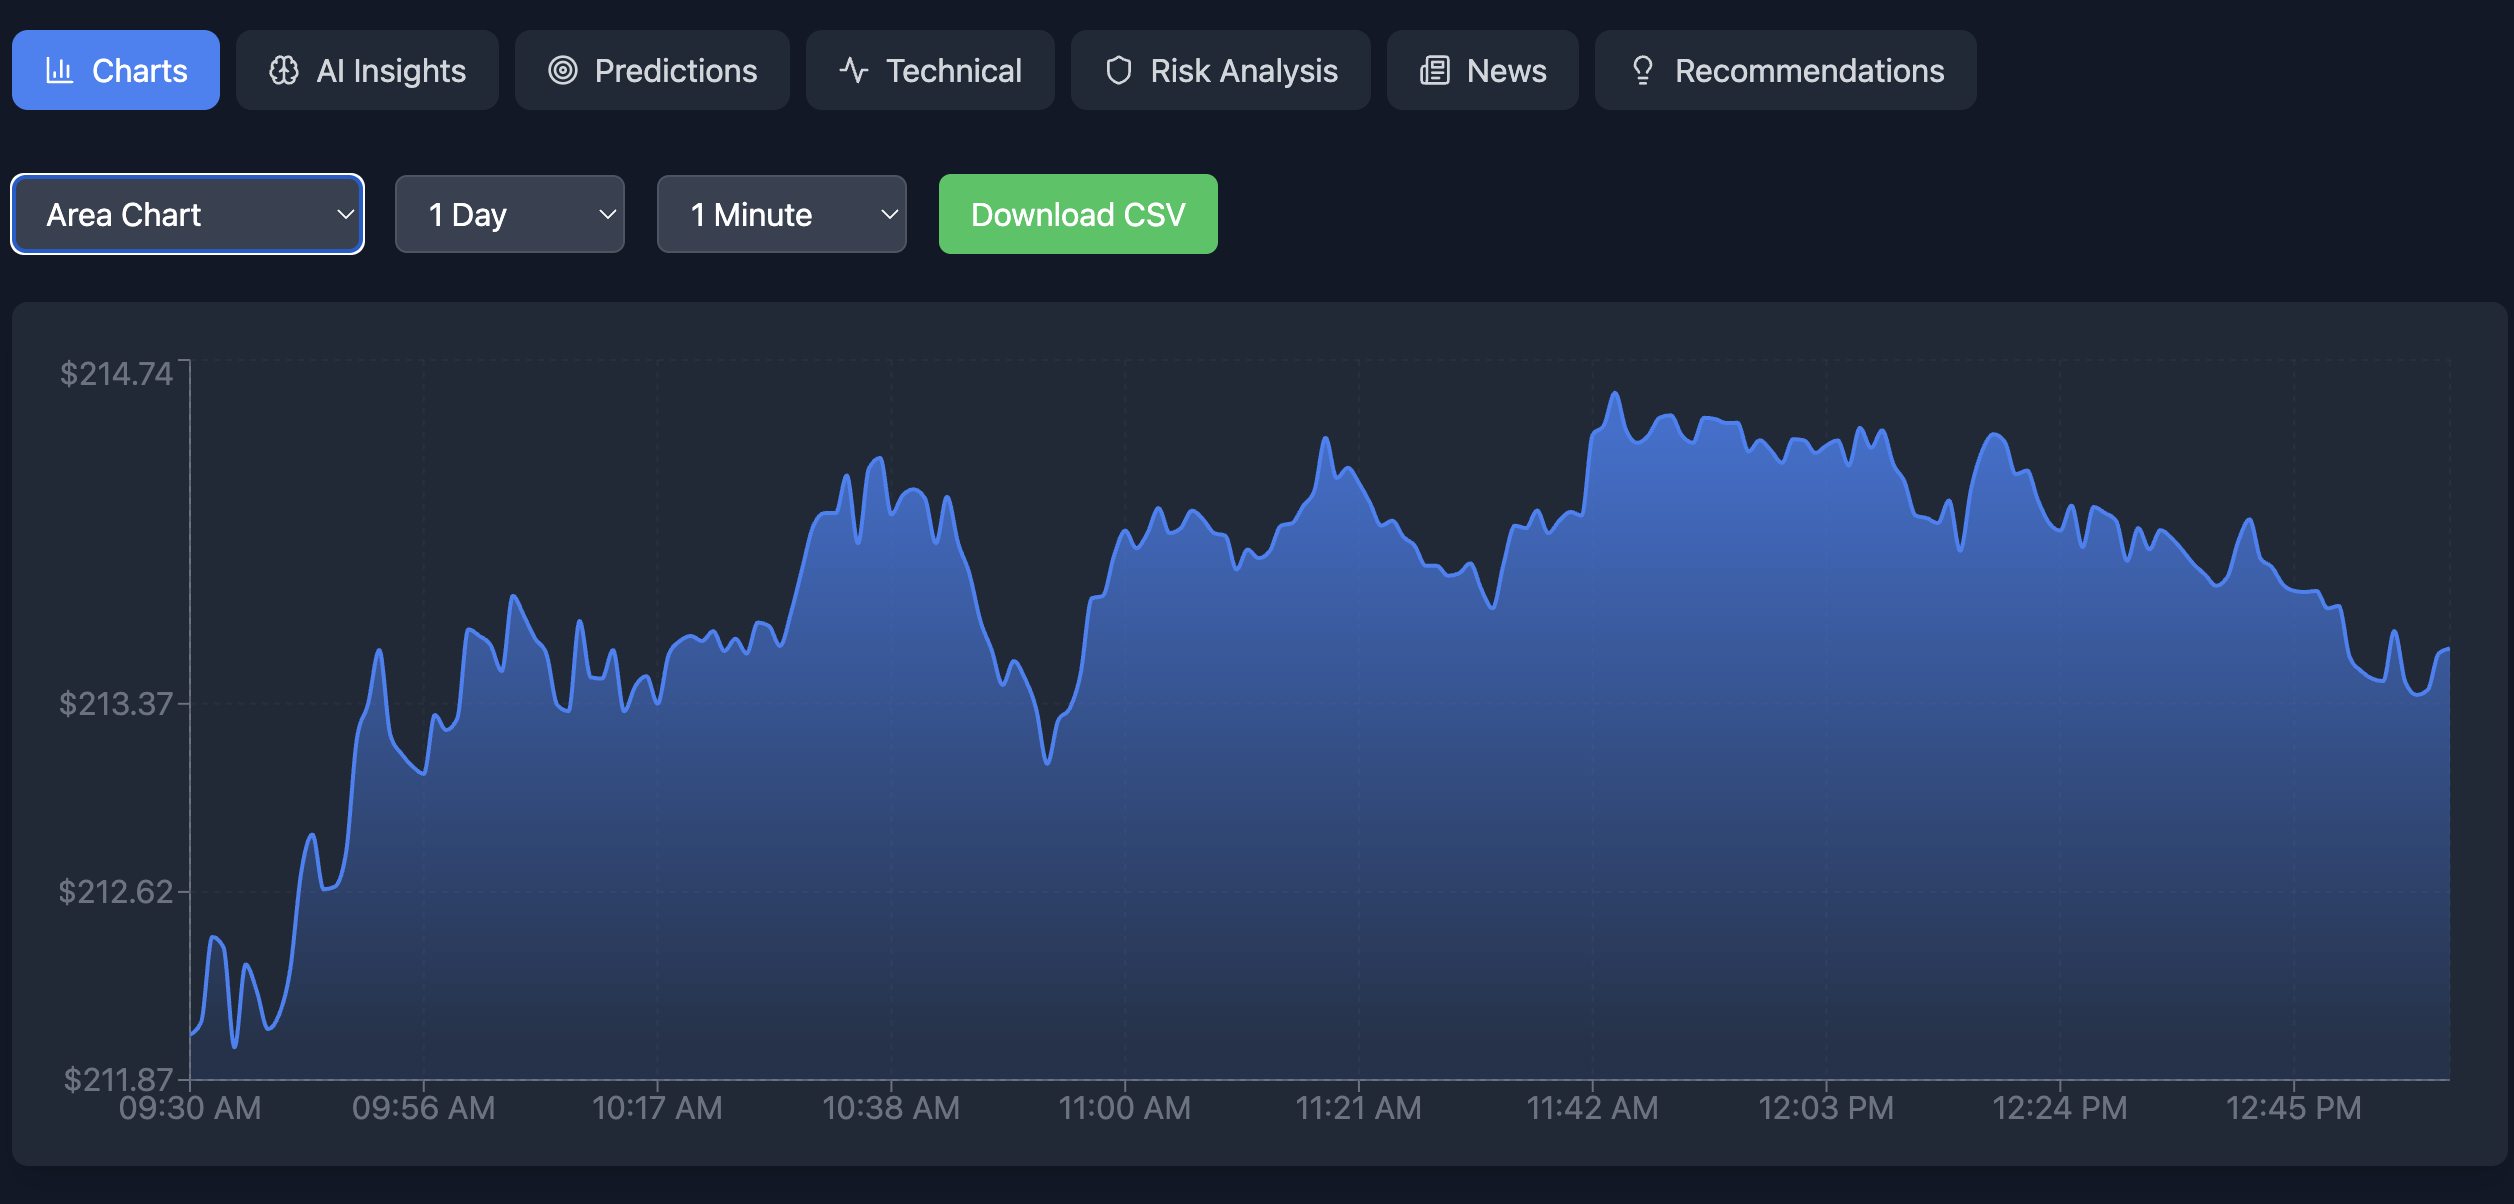 Charts AI Insights Predictions Technical Risk Analysis News Recommendations
Area Chart 1 Day 1 Minute Download CSV
$214.74
$213.37
$212.62
$211.87
09:30 AM 09:56 AM 10:17 AM 10:38 AM 11:00 AM 11:21 AM 11:42 AM 12:03 PM 12:24 PM 12:45 PM